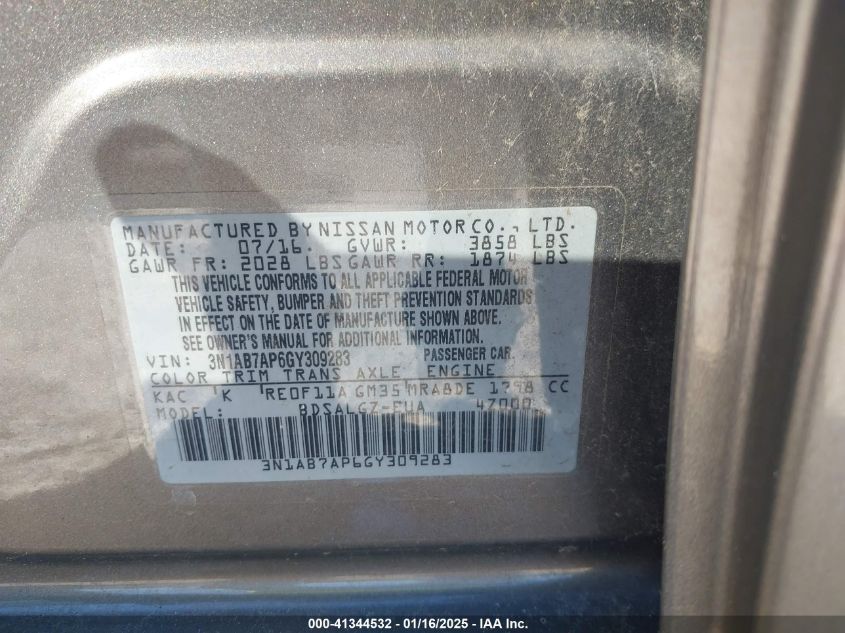 MANUFACTURED BY NISSAN MOTOR CO., LTD.
DATE: 07/16 GVWR: 3858 LBS
GAWR FR: 2028 LBS GAWR RR: 1874 LBS
THIS VEHICLE CONFORMS TO ALL APPLICABLE FEDERAL MOTOR
VEHICLE SAFETY, BUMPER AND THEFT PREVENTION STANDARDS
IN EFFECT ON THE DATE OF MANUFACTURE SHOWN ABOVE.
SEE OWNER'S MANUAL FOR ADDITIONAL INFORMATION.
VIN: 3N1AB7AP6GY309283 PASSENGER CAR.
COLOR TRIM TRANS AXLE ENGINE
KAC K RE0F11A GM35 MRA8DE 1798 CC
MODEL: BDSALGZ-EUA 4Z000
3N1AB7AP6GY309283
000-41344532 - 01/16/2025 - IAA Inc.